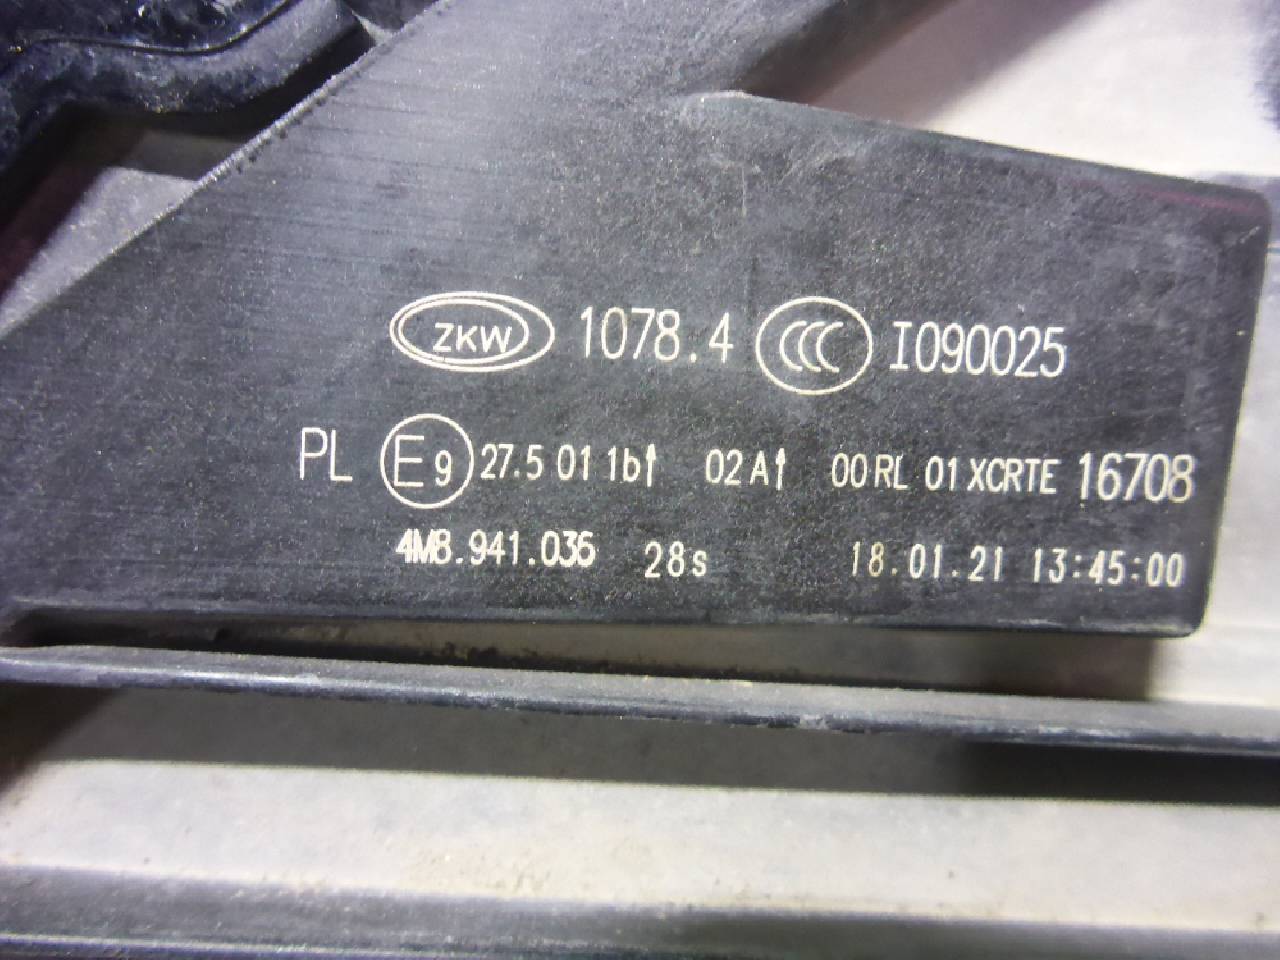 ZKW 1078.4 CCC I090025
PL E9 27.5 01 1b↑ 02A↑ 00RL 01XCRTE 16708
4M8.941.036 28s 18.01.21 13:45:00